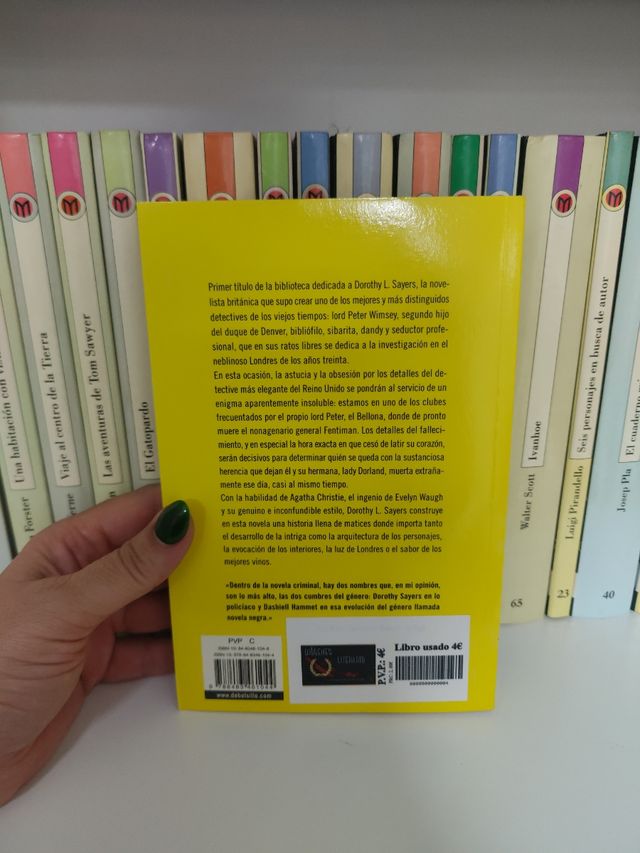 Primer título de la biblioteca dedicada a Dorothy L. Sayers, la nove-
lista británica que supo crear uno de los mejores y más distinguidos
detectives de los viejos tiempos: lord Peter Wimsey, segundo hijo
del duque de Denver, bibliófilo, sibarita, dandy y seductor profe-
sional, que en sus ratos libres se dedica a la investigación en el
neblinoso Londres de los años treinta.
En esta ocasión, la astucia y la obsesión por los detalles del de-
tective más elegante del Reino Unido se pondrán al servicio de un
enigma aparentemente insoluble: estamos en uno de los clubes
frecuentados por el propio lord Peter, el Bellona, donde de pronto
muere el nonagenario general Fentiman. Los detalles del falleci-
miento, y en especial la hora exacta en que cesó de latir su corazón,
serán decisivos para determinar quién se queda con la sustanciosa
herencia que dejan él y su hermana, lady Dorland, muerta extrañamente
ese día, casi al mismo tiempo.
Con la habilidad de Agatha Christie, el ingenio de Evelyn Waugh
y su genuino e inconfundible estilo, Dorothy L. Sayers construye
en esta novela una historia llena de matices donde importa tanto
el desarrollo de la intriga como la arquitectura de los personajes,
la evocación de los interiores, la luz de Londres o el sabor de los
mejores vinos.
«Dentro de la novela criminal, hay dos nombres que, en mi opinión,
son lo más alto, las dos cumbres del género: Dorothy Sayers en lo
policíaco y Dashiell Hammet en esa evolución del género llamada
novela negra.»
PVP C
www.debolsillo.com
P.V.P.: 4€
Libro usado 4€
Una habitación con
Forster
Viaje al centro de la Tierra
erne
Las aventuras de Tom Sawyer
El Gatopardo
Ivanhoe
Walter Scott
65
Seis personajes en busca de autor
Luigi Pirandello
23
El cuaderno
Josep Pla
40